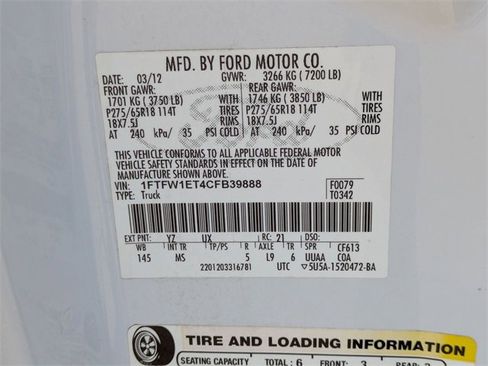 MFD. BY FORD MOTOR CO.
DATE: 03/12 GVWR: 3266 KG ( 7200 LB)
FRONT GAWR: REAR GAWR:
1701 KG ( 3750 LB) WITH 1746 KG ( 3850 LB) WITH
P275/65R18 114T TIRES P275/65R18 114T TIRES
18X7.5J RIMS 18X7.5J RIMS
AT 240 kPa/ 35 PSI COLD AT 240 kPa/ 35 PSI COLD
THIS VEHICLE CONFORMS TO ALL APPLICABLE FEDERAL MOTOR
VEHICLE SAFETY AND THEFT PREVENTION STANDARDS IN EFFECT ON THE DATE OF
MANUFACTURE SHOWN ABOVE.
VIN: 1FTFW1ET4CFB39888 F0079
TYPE: Truck T0342
EXT PNT: YZ UX RC: 21 DSO:
WB INT TR TP/PS R AXLE TR SPR CF613
145 MS 5 L9 6 UUAA COA
2201203316781 UTC 5U5A-1520472-BA
TIRE AND LOADING INFORMATION
SEATING CAPACITY TOTAL: 6 FRONT: 3 REAR: